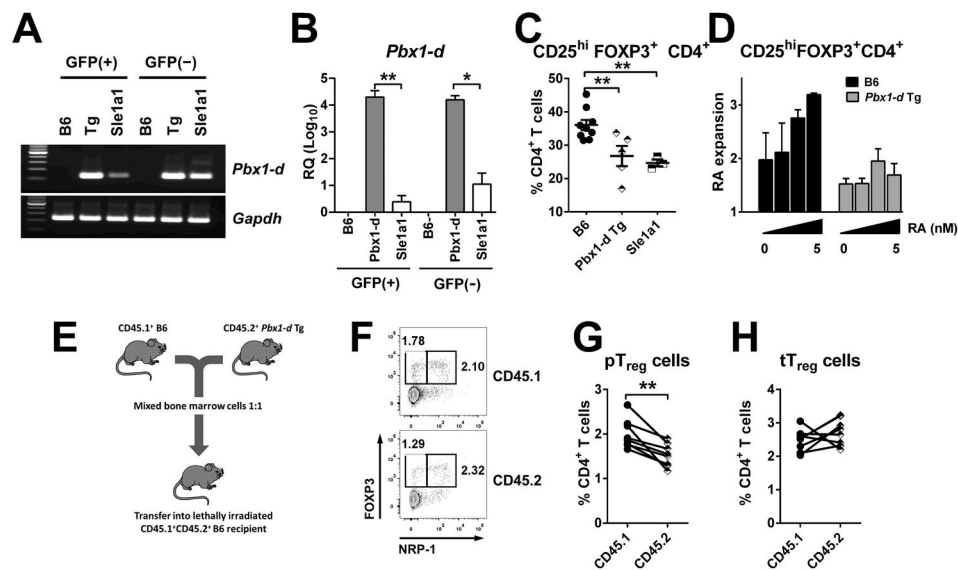 A
GFP(+) GFP(−)
B6 Tg Sle1a1 B6 Tg Sle1a1
Pbx1-d
Gapdh
B
Pbx1-d
** *
RQ (Log10)
5
4
3
2
1
0
B6- Pbx1-d Sle1a1 B6- Pbx1-d Sle1a1
GFP(+) GFP(−)
C
CD25hi FOXP3+ CD4+
**
**
% CD4+ T cells
60
50
40
30
20
10
0
B6 Pbx1-d Tg Sle1a1
D
CD25hiFOXP3+CD4+
B6
Pbx1-d Tg
RA expansion
3
2
1
RA (nM)
0 5 0 5
E
CD45.1+ B6
CD45.2+ Pbx1-d Tg
Mixed bone marrow cells 1:1
Transfer into lethally irradiated
CD45.1+CD45.2+ B6 recipient
F
1.78
2.10
CD45.1
1.29
2.32
CD45.2
FOXP3
NRP-1
G
pTreg cells
**
% CD4+ T cells
3
2
1
0
CD45.1 CD45.2
H
tTreg cells
% CD4+ T cells
4
3
2
1
0
CD45.1 CD45.2